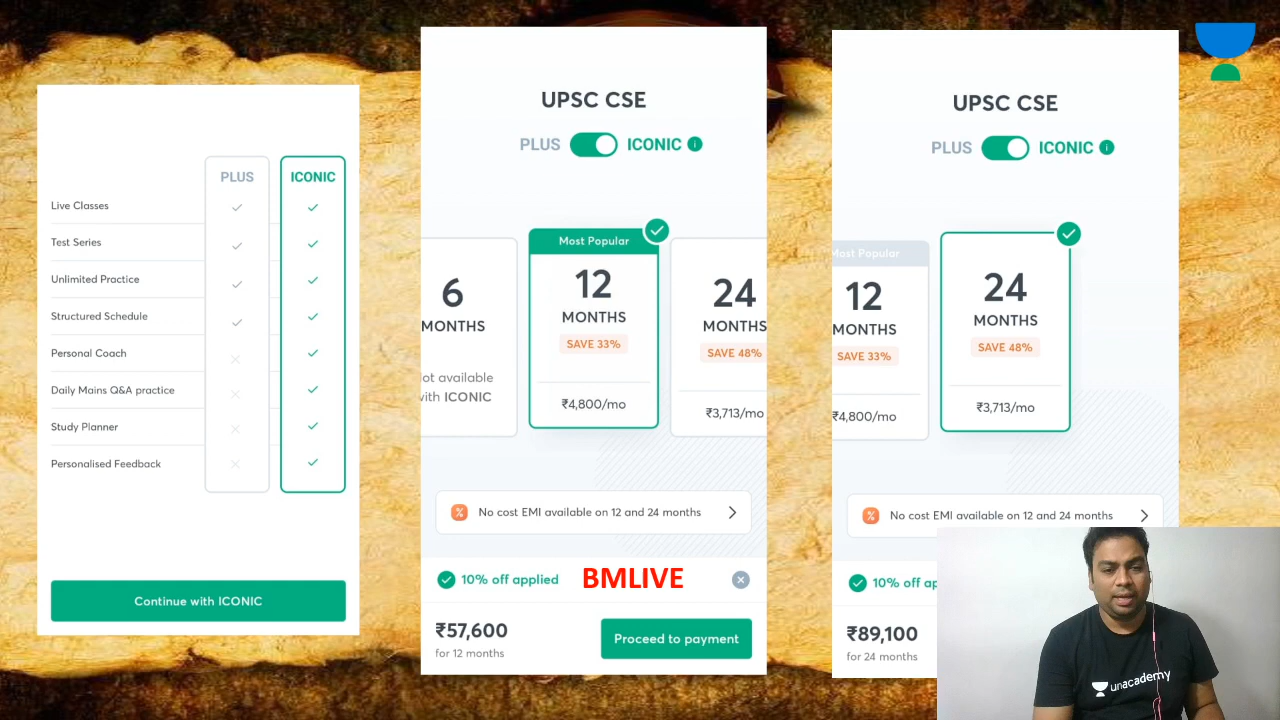 PLUS
ICONIC
Live Classes
Test Series
Unlimited Practice
Structured Schedule
Personal Coach
Daily Mains Q&A practice
Study Planner
Personalised Feedback
Continue with ICONIC
UPSC CSE
PLUS ICONIC i
6
MONTHS
ot available
with ICONIC
Most Popular
12
MONTHS
SAVE 33%
₹4,800/mo
24
MONTHS
SAVE 48%
₹3,713/mo
% No cost EMI available on 12 and 24 months
10% off applied BMLIVE
₹57,600
for 12 months
Proceed to payment
UPSC CSE
PLUS ICONIC i
Most Popular
12
MONTHS
SAVE 33%
₹4,800/mo
24
MONTHS
SAVE 48%
₹3,713/mo
% No cost EMI available on 12 and 24 months
10% off ap
₹89,100
for 24 months
unacademy